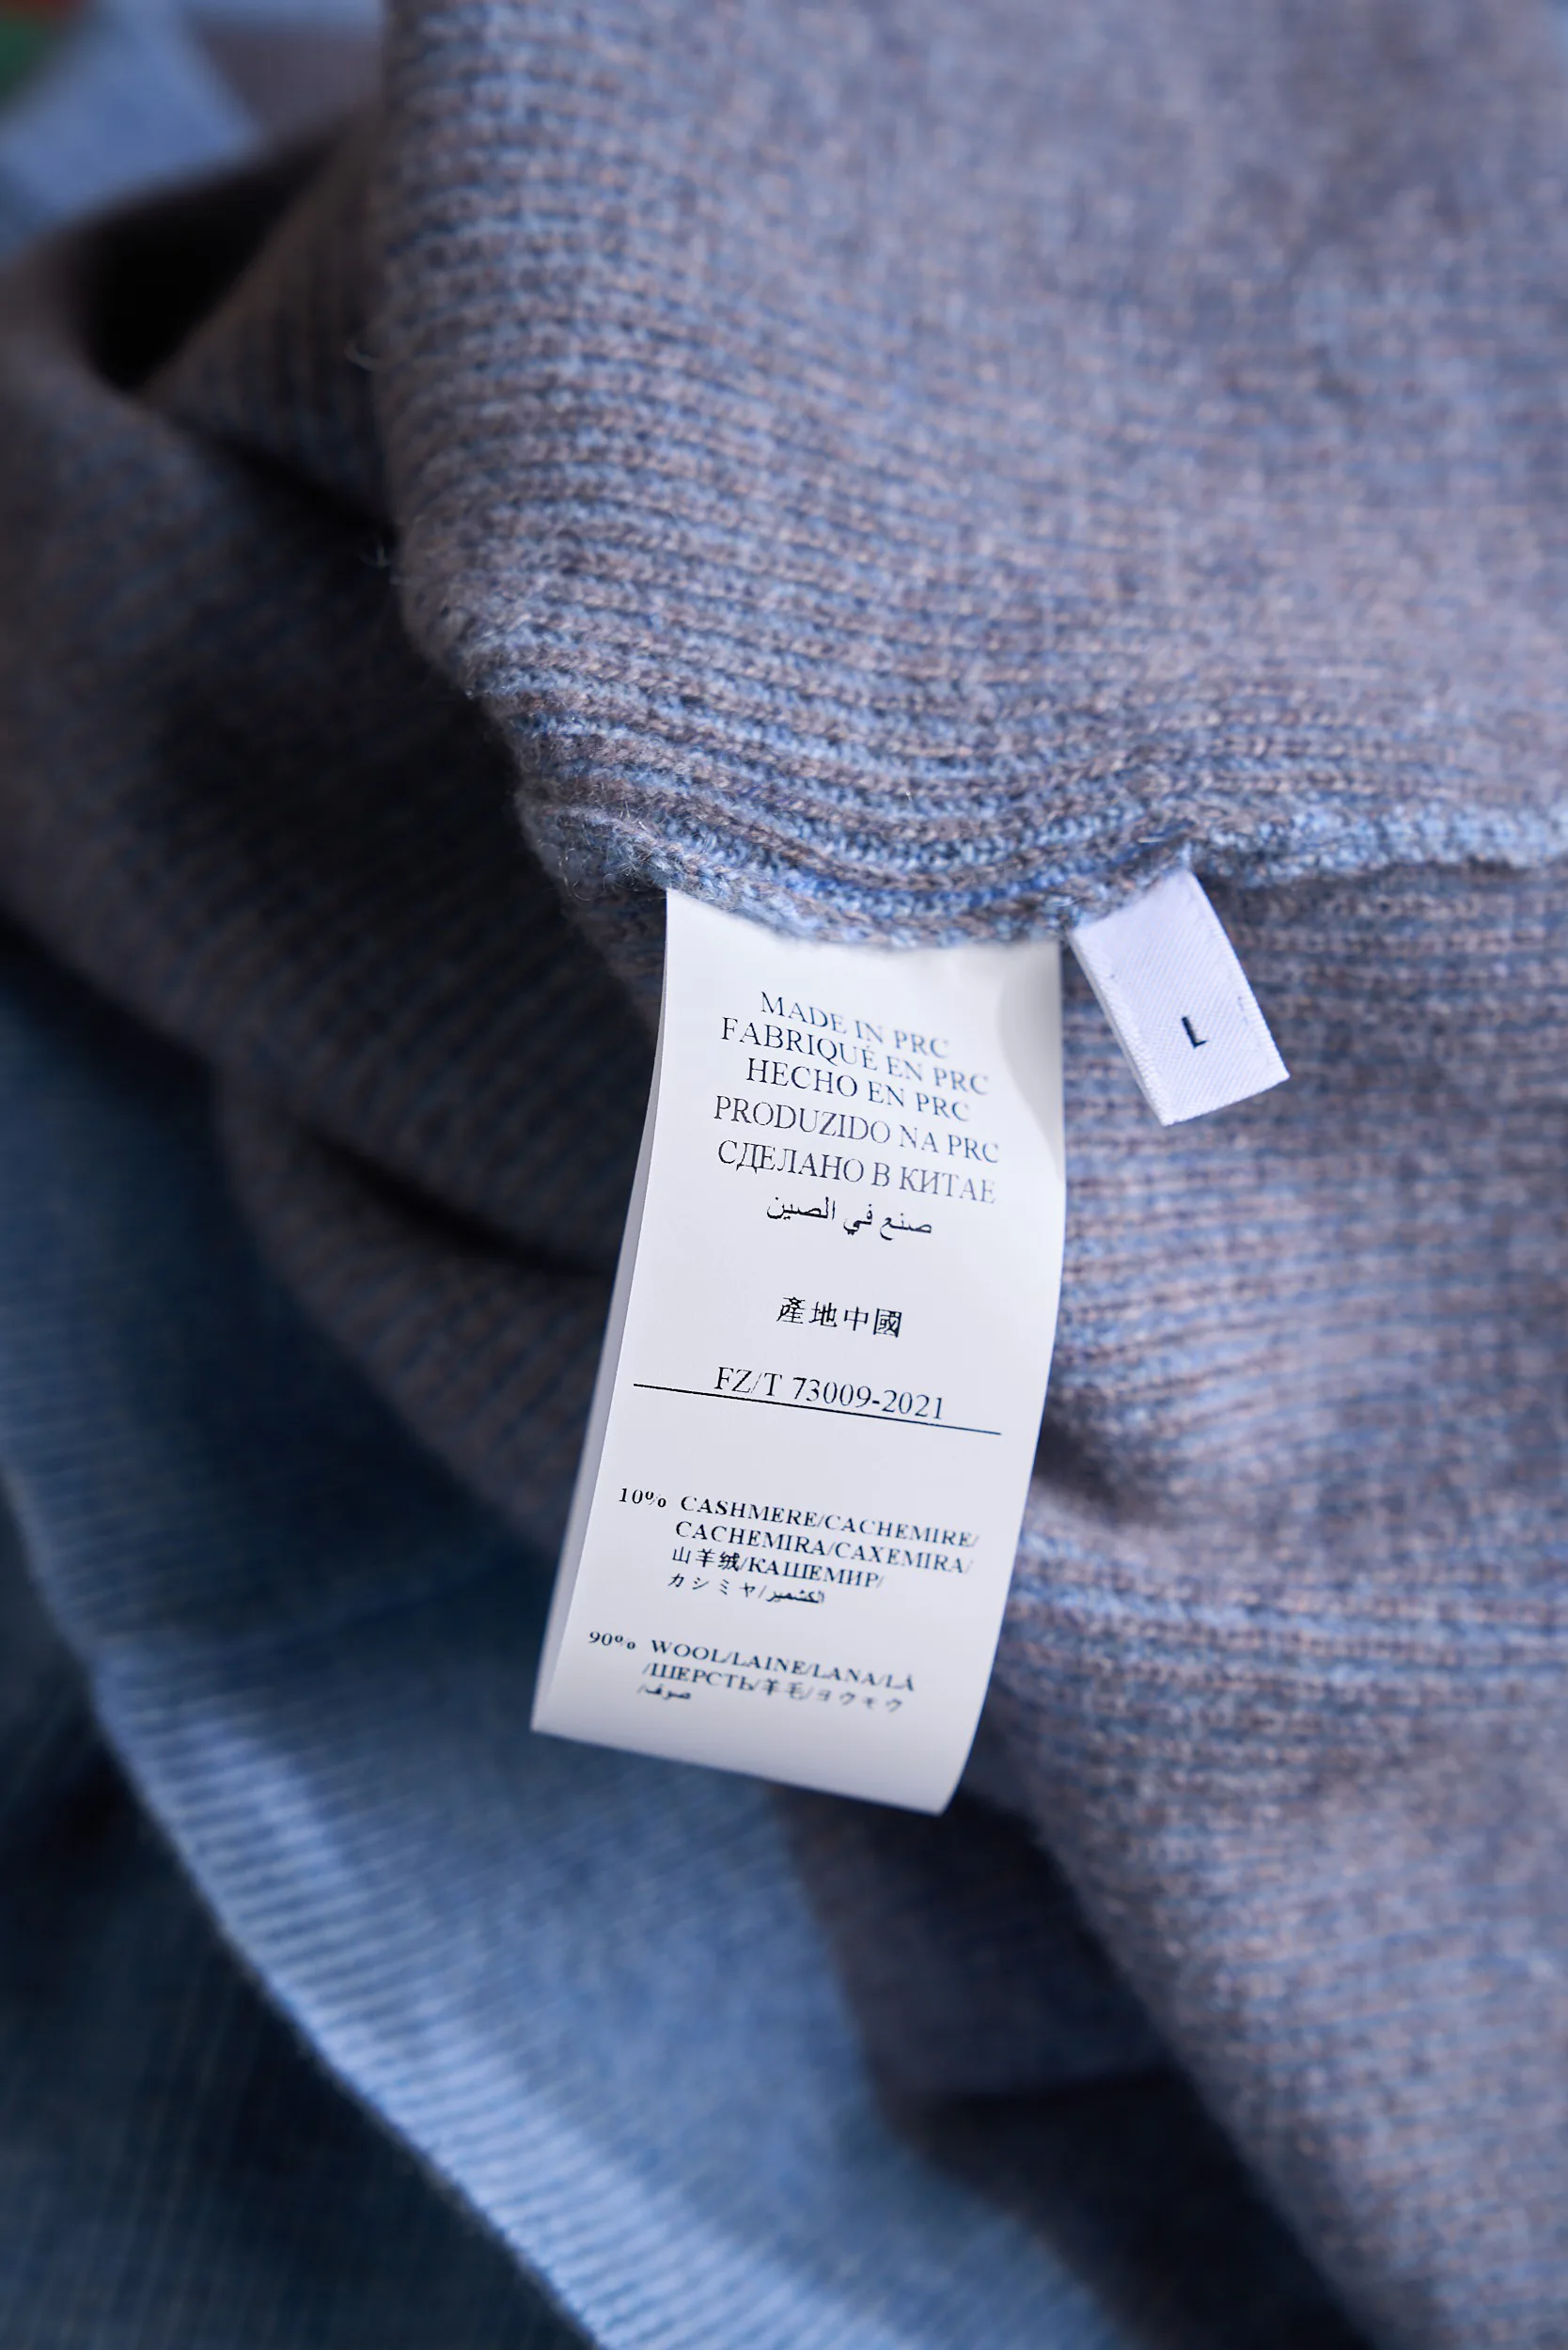 MADE IN PRC
FABRIQUÉ EN PRC
HECHO EN PRC
PRODUZIDO NA PRC
СДЕЛАНО В КИТАЕ
صنع في الصين
產地中國
FZ/T 73009-2021
10% CASHMERE/CACHEMIRE/
CACHEMIRA/CAXEMIRA/
山羊绒/КАШЕМИР/
カシミヤ/الكشمير
90% WOOL/LAINE/LANA/LÃ
/ШЕРСТЬ/羊毛/ヨウモウ
/صوف
L